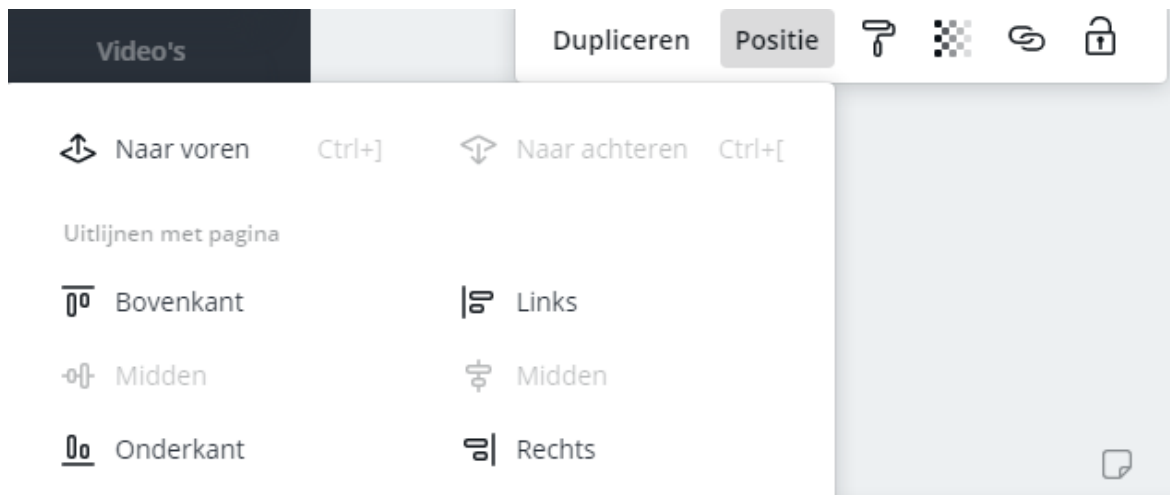 Video's
Dupliceren Positie
Naar voren Ctrl+] Naar achteren Ctrl+[
Uitlijnen met pagina
Bovenkant Links
Midden Midden
Onderkant Rechts